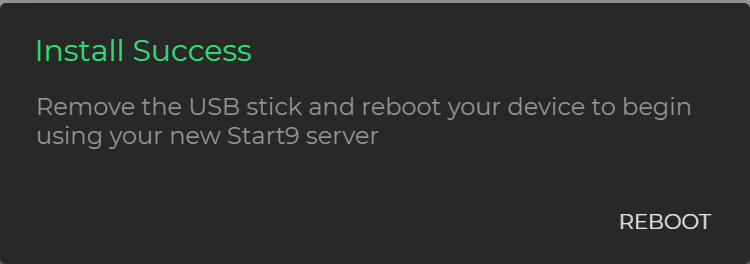 Install Success
Remove the USB stick and reboot your device to begin
using your new Start9 server
REBOOT